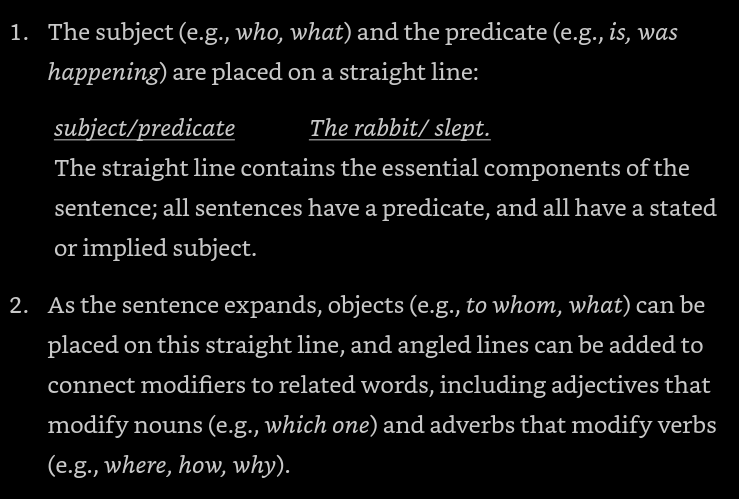 1. The subject (e.g., who, what) and the predicate (e.g., is, was
happening) are placed on a straight line:
subject/predicate The rabbit/ slept.
The straight line contains the essential components of the
sentence; all sentences have a predicate, and all have a stated
or implied subject.
2. As the sentence expands, objects (e.g., to whom, what) can be
placed on this straight line, and angled lines can be added to
connect modifiers to related words, including adjectives that
modify nouns (e.g., which one) and adverbs that modify verbs
(e.g., where, how, why).